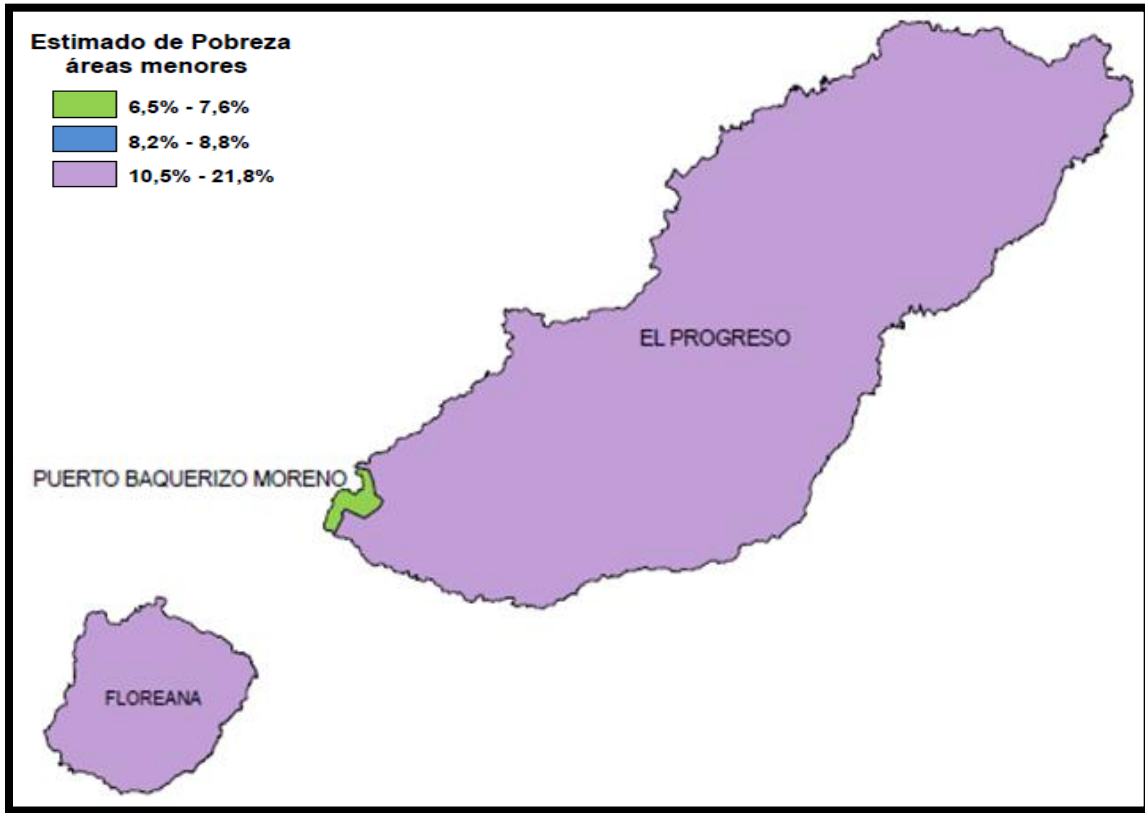 Estimado de Pobreza
áreas menores
6,5% - 7,6%
8,2% - 8,8%
10,5% - 21,8%
EL PROGRESO
PUERTO BAQUERIZO MORENO
FLOREANA